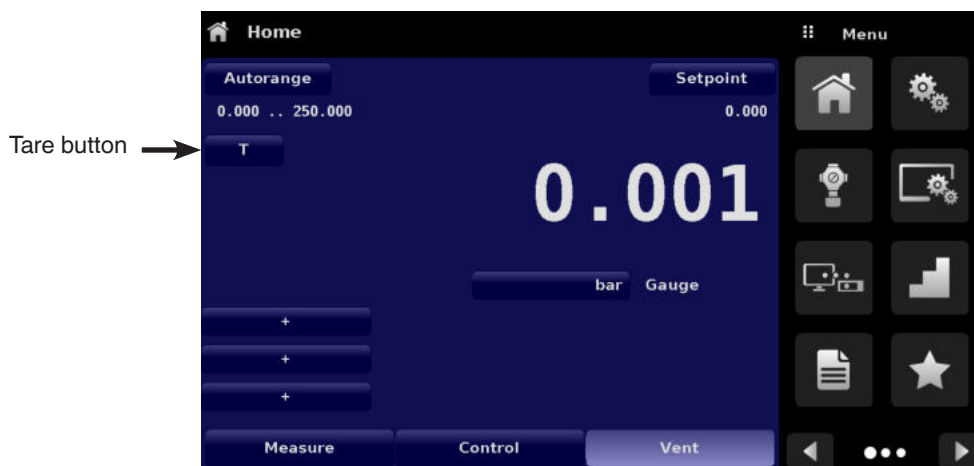 Home
Menu
Autorange
Setpoint
0.000 .. 250.000
0.000
Tare button
T
0.001
bar Gauge
+
+
+
Measure Control Vent